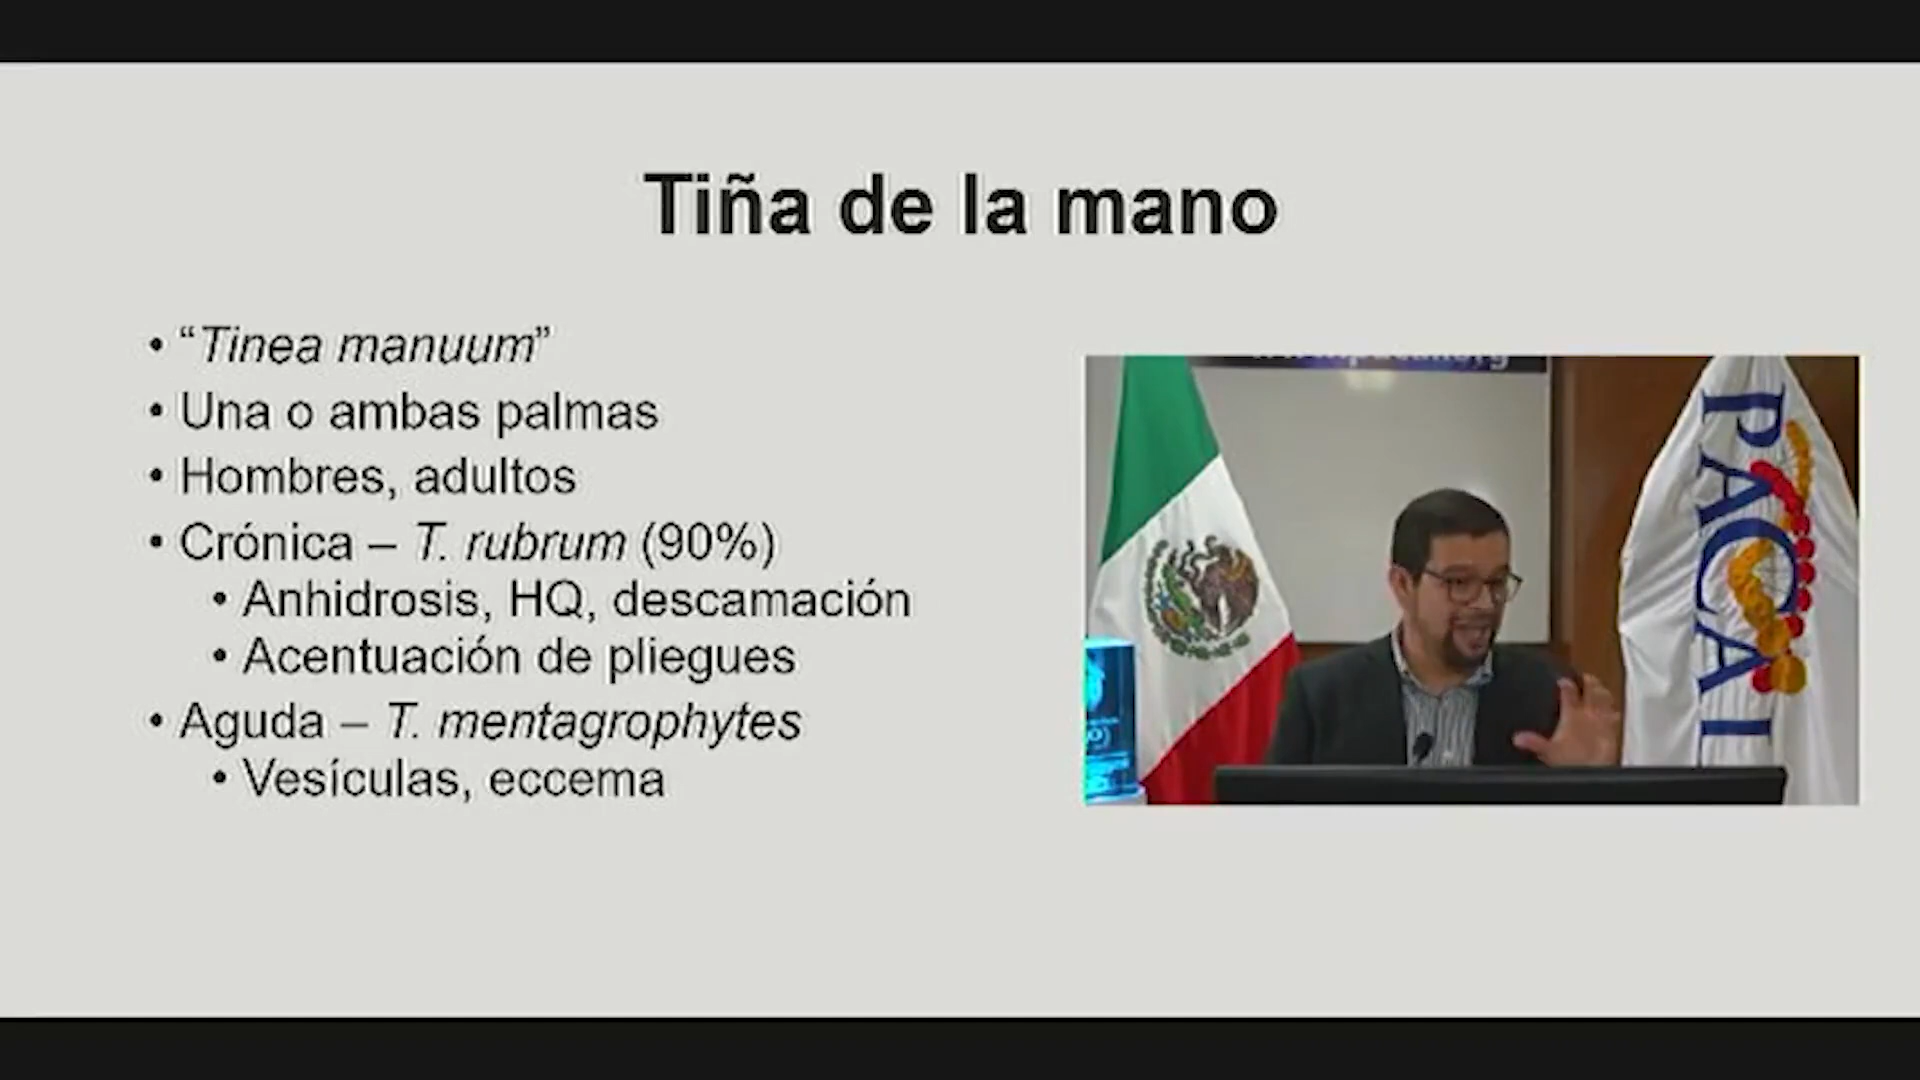 Tiña de la mano
• “Tinea manuum”
• Una o ambas palmas
• Hombres, adultos
• Crónica – T. rubrum (90%)
• Anhidrosis, HQ, descamación
• Acentuación de pliegues
• Aguda – T. mentagrophytes
• Vesículas, eccema
PACAL